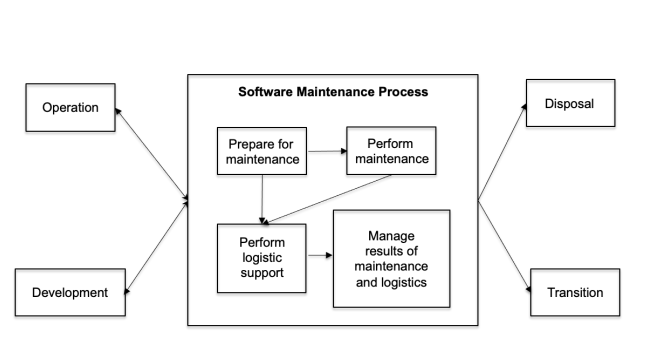 Software Maintenance Process
Operation
Disposal
Prepare for
maintenance
Perform
maintenance
Perform
logistic
support
Manage
results of
maintenance
and logistics
Development
Transition